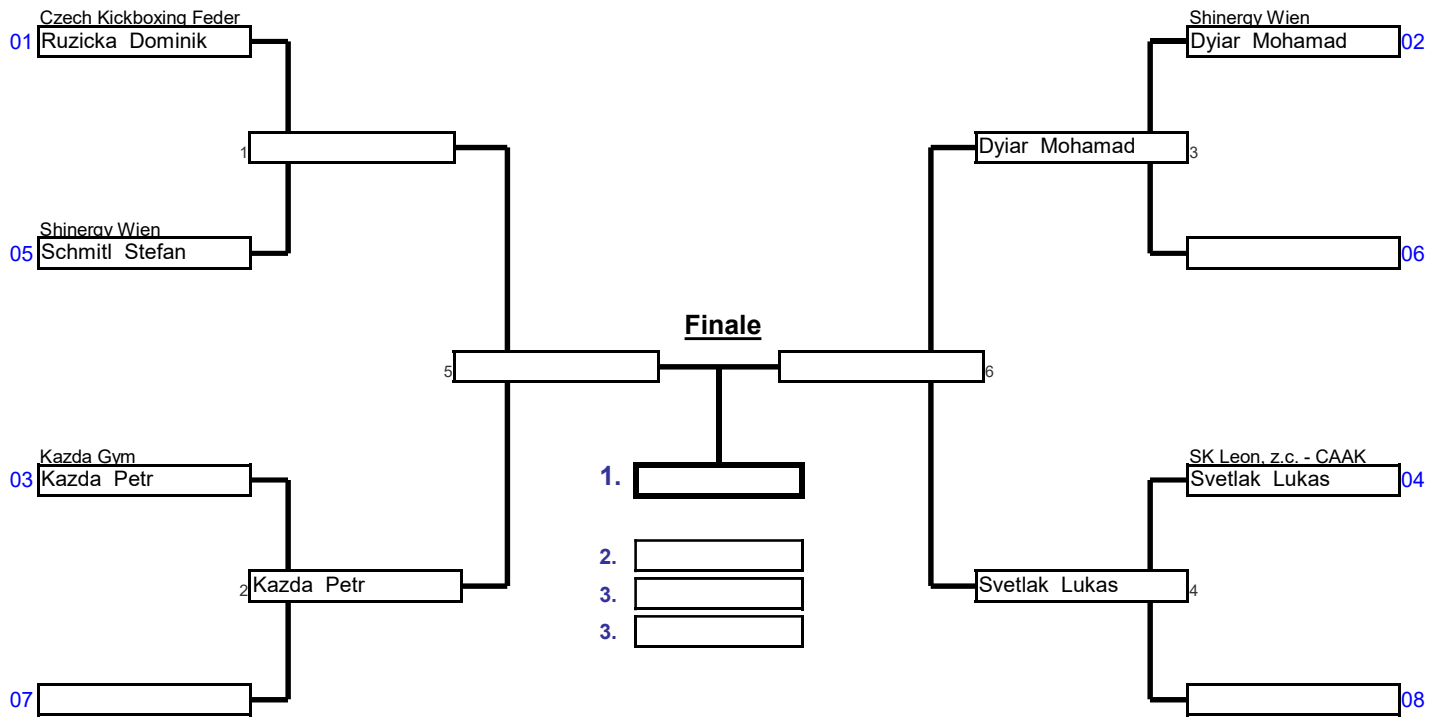 Czech Kickboxing Feder
01 Ruzicka Dominik
Shinergy Wien
Dyiar Mohamad 02
1
Dyiar Mohamad 3
Shinergy Wien
05 Schmitl Stefan
06
Finale
5
6
Kazda Gym
03 Kazda Petr
1.
SK Leon, z.c. - CAAK
Svetlak Lukas 04
2.
2 Kazda Petr
3.
Svetlak Lukas 4
3.
07
08